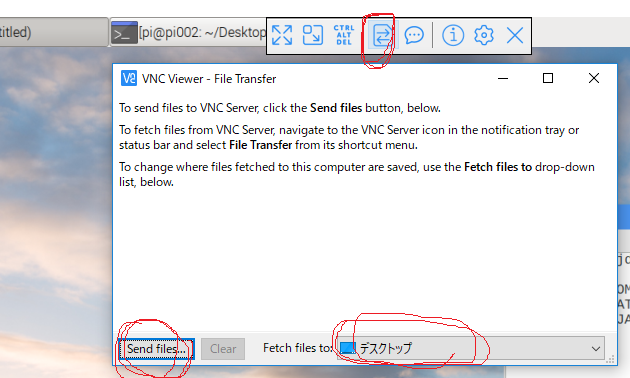 titled)
[pi@pi002: ~/Desktop
CTRL
ALT
DEL
VNC Viewer - File Transfer
To send files to VNC Server, click the Send files button, below.
To fetch files from VNC Server, navigate to the VNC Server icon in the notification tray or
status bar and select File Transfer from its shortcut menu.
To change where files fetched to this computer are saved, use the Fetch files to drop-down
list, below.
Send files...
Clear
Fetch files to:
デスクトップ
OM
AT
JA